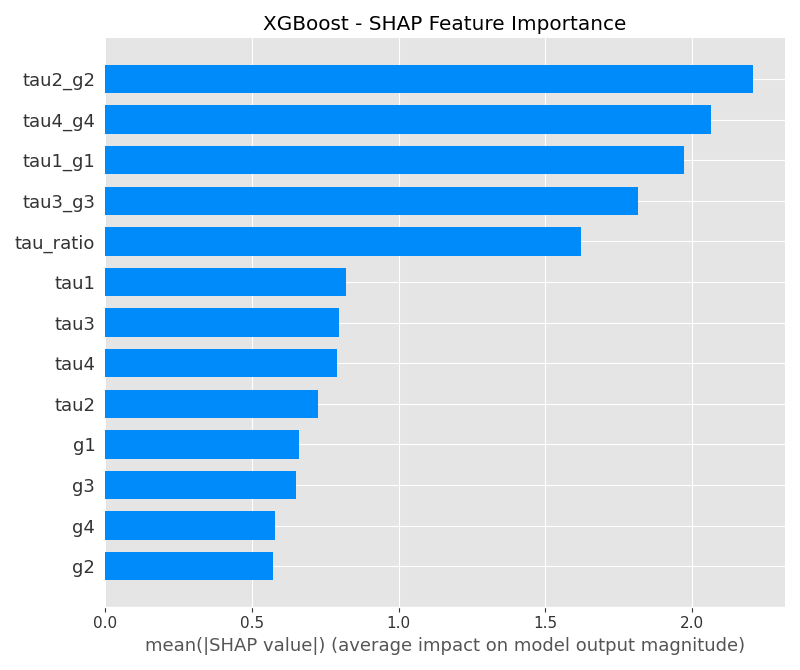 XGBoost - SHAP Feature Importance
tau2_g2
tau4_g4
tau1_g1
tau3_g3
tau_ratio
tau1
tau3
tau4
tau2
g1
g3
g4
g2
0.0 0.5 1.0 1.5 2.0
mean(|SHAP value|) (average impact on model output magnitude)